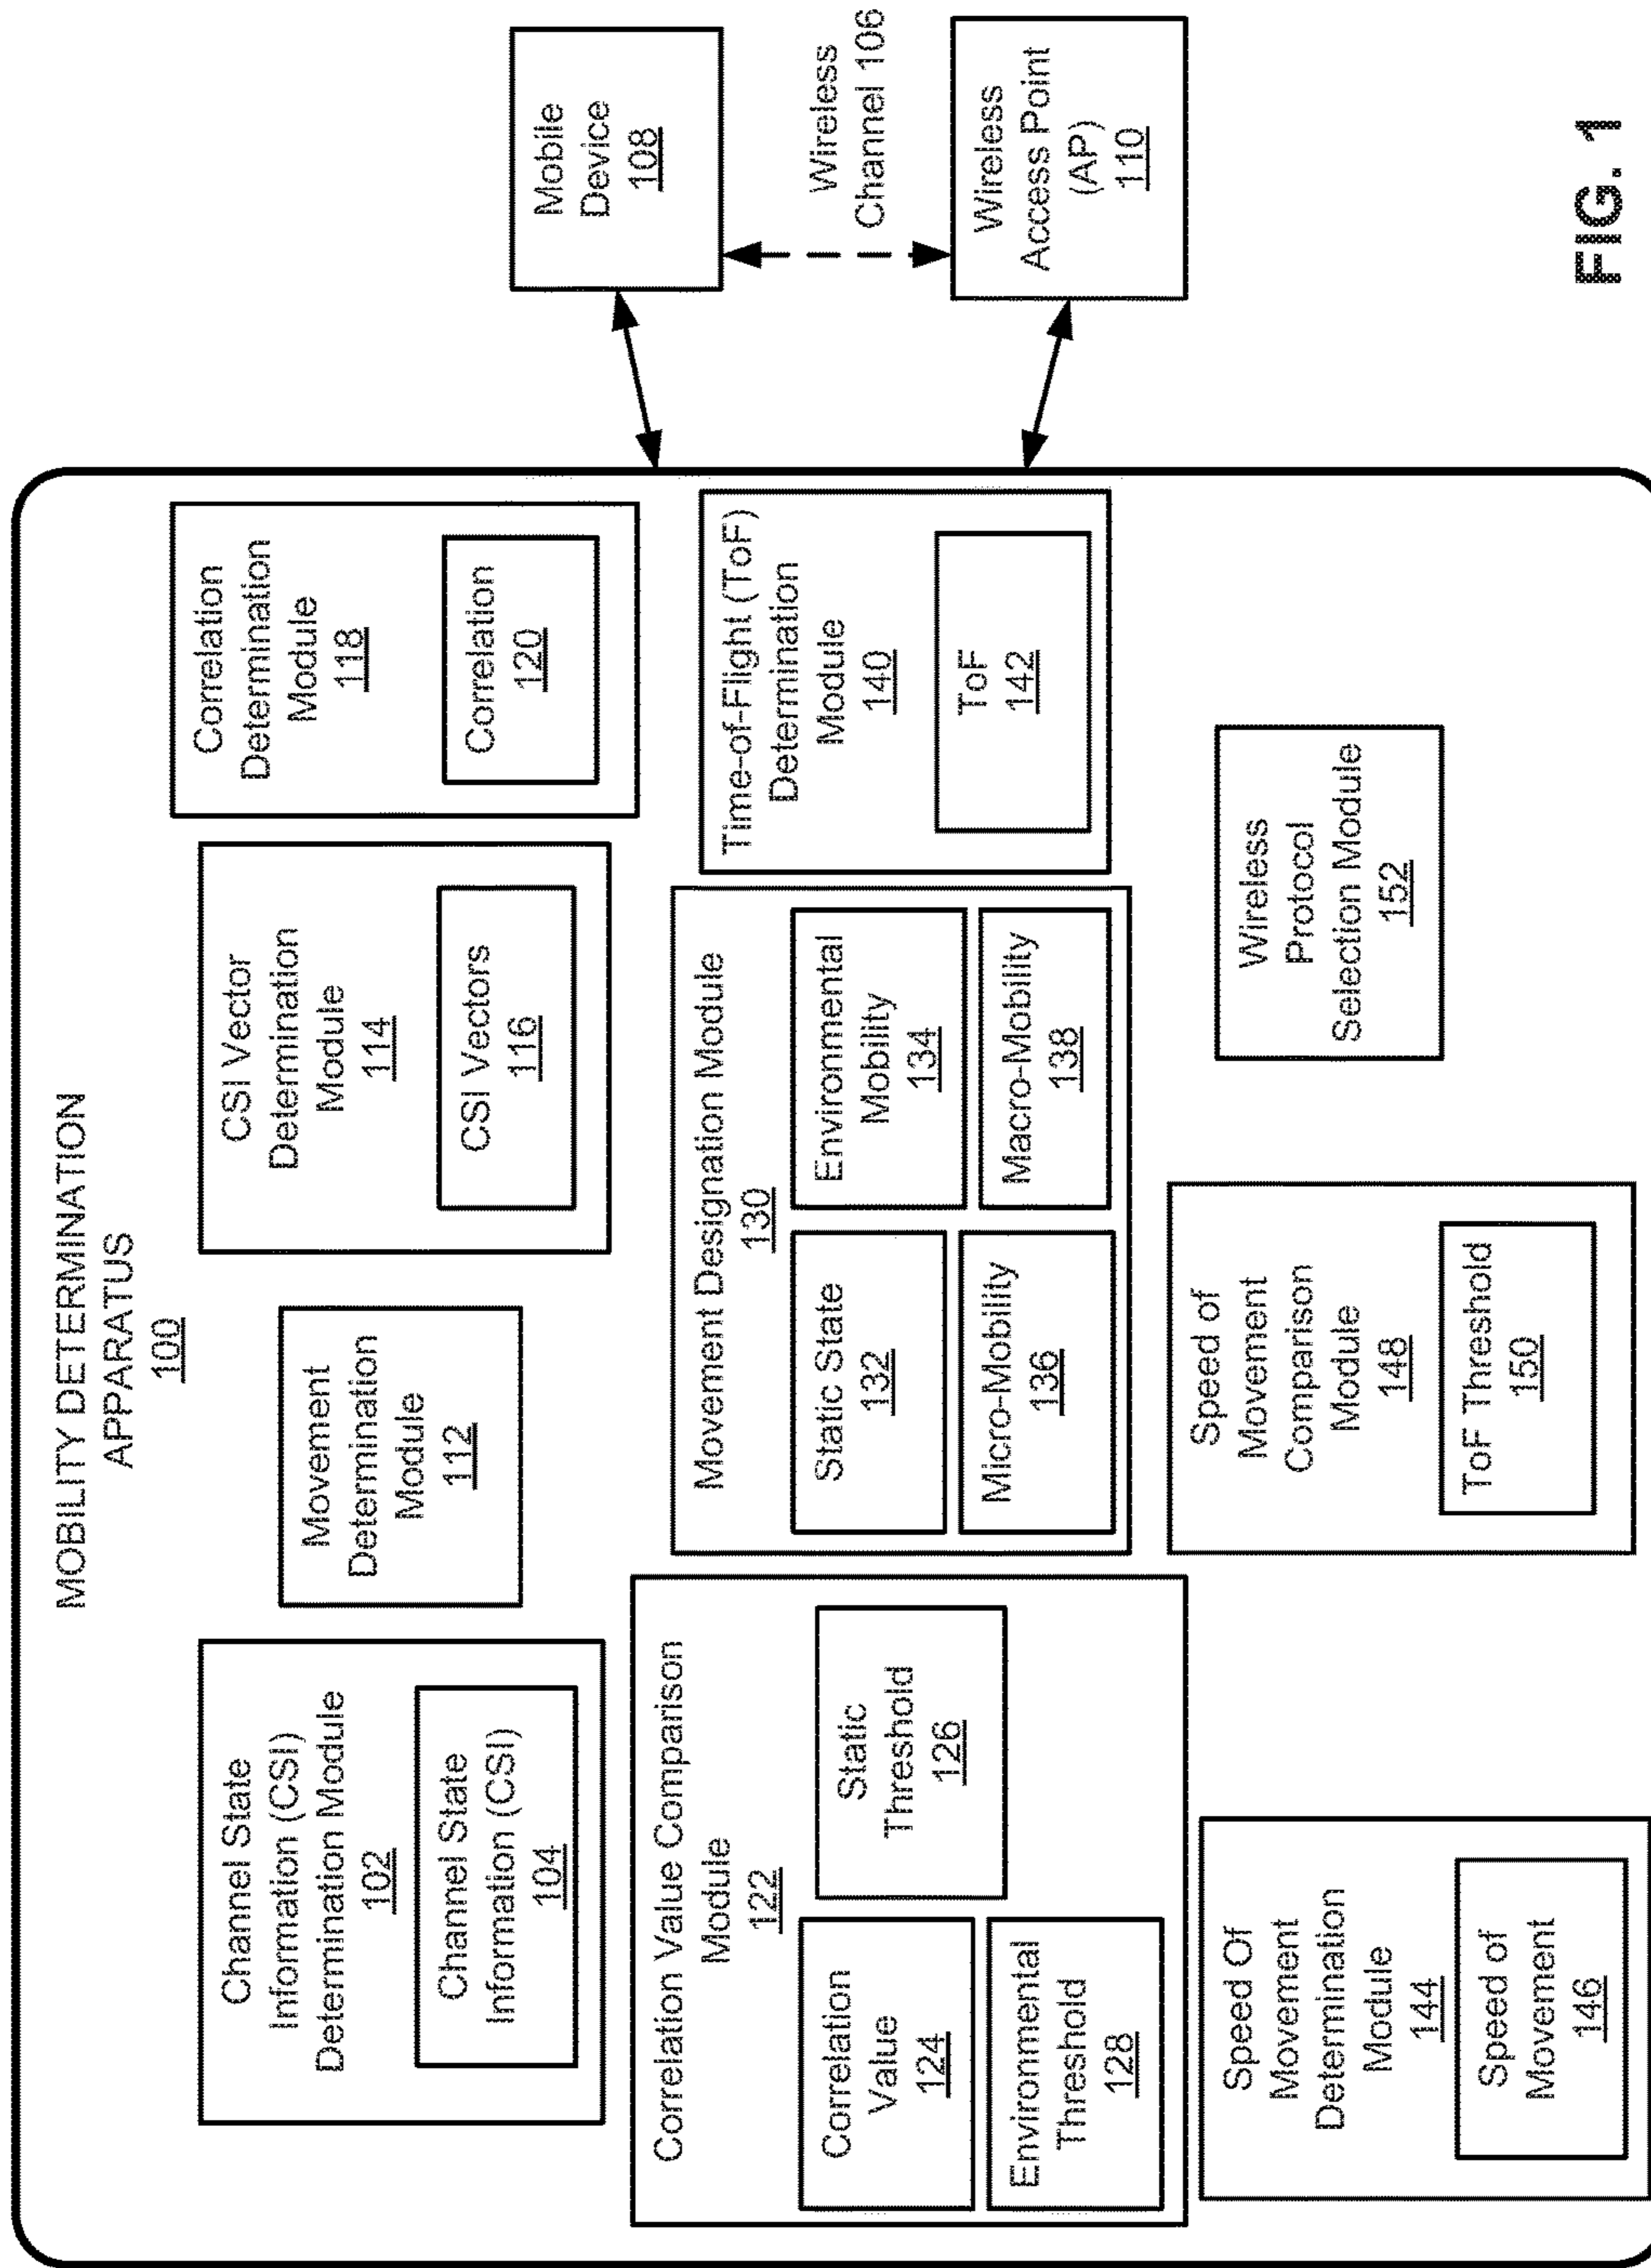 MOBILITY DETERMINATION
APPARATUS
100
Channel State
Information (CSI)
Determination Module
102
Channel State
Information (CSI)
104
Movement
Determination
Module
112
CSI Vector
Determination
Module
114
CSI Vectors
116
Correlation
Determination
Module
118
Correlation
120
Correlation Value Comparison
Module
122
Correlation
Value
124
Static
Threshold
126
Environmental
Threshold
128
Movement Designation Module
130
Static State
132
Environmental
Mobility
134
Micro-Mobility
136
Macro-Mobility
138
Time-of-Flight (ToF)
Determination
Module
140
ToF
142
Speed Of
Movement
Determination
Module
144
Speed of
Movement
146
Speed of
Movement
Comparison
Module
148
ToF Threshold
150
Wireless
Protocol
Selection Module
152
Mobile
Device
108
Wireless
Channel 106
Wireless
Access Point
(AP)
110
FIG. 1